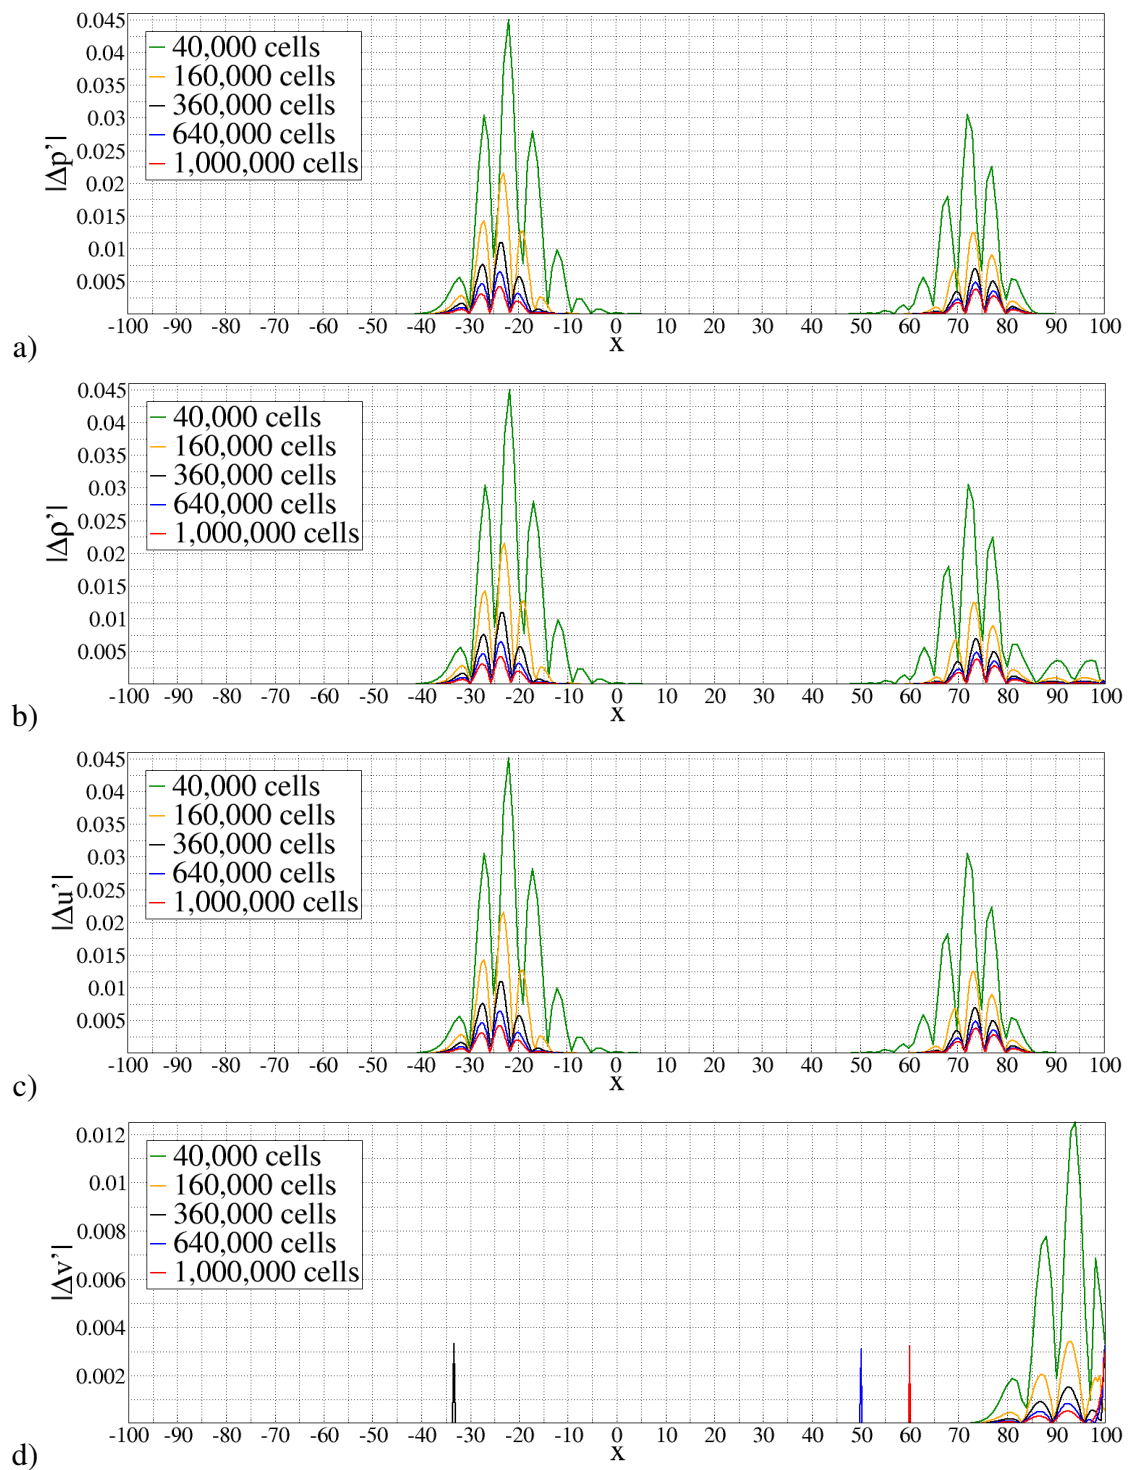 0.045
0.04
0.035
0.03
0.025
0.02
0.015
0.01
0.005
|Δp'|
40,000 cells
160,000 cells
360,000 cells
640,000 cells
1,000,000 cells
-100 -90 -80 -70 -60 -50 -40 -30 -20 -10 0 10 20 30 40 50 60 70 80 90 100
x
a)
0.045
0.04
0.035
0.03
0.025
0.02
0.015
0.01
0.005
|Δρ'|
40,000 cells
160,000 cells
360,000 cells
640,000 cells
1,000,000 cells
-100 -90 -80 -70 -60 -50 -40 -30 -20 -10 0 10 20 30 40 50 60 70 80 90 100
x
b)
0.045
0.04
0.035
0.03
0.025
0.02
0.015
0.01
0.005
|Δu'|
40,000 cells
160,000 cells
360,000 cells
640,000 cells
1,000,000 cells
-100 -90 -80 -70 -60 -50 -40 -30 -20 -10 0 10 20 30 40 50 60 70 80 90 100
x
c)
0.012
0.01
0.008
0.006
0.004
0.002
|Δv'|
40,000 cells
160,000 cells
360,000 cells
640,000 cells
1,000,000 cells
-100 -90 -80 -70 -60 -50 -40 -30 -20 -10 0 10 20 30 40 50 60 70 80 90 100
x
d)